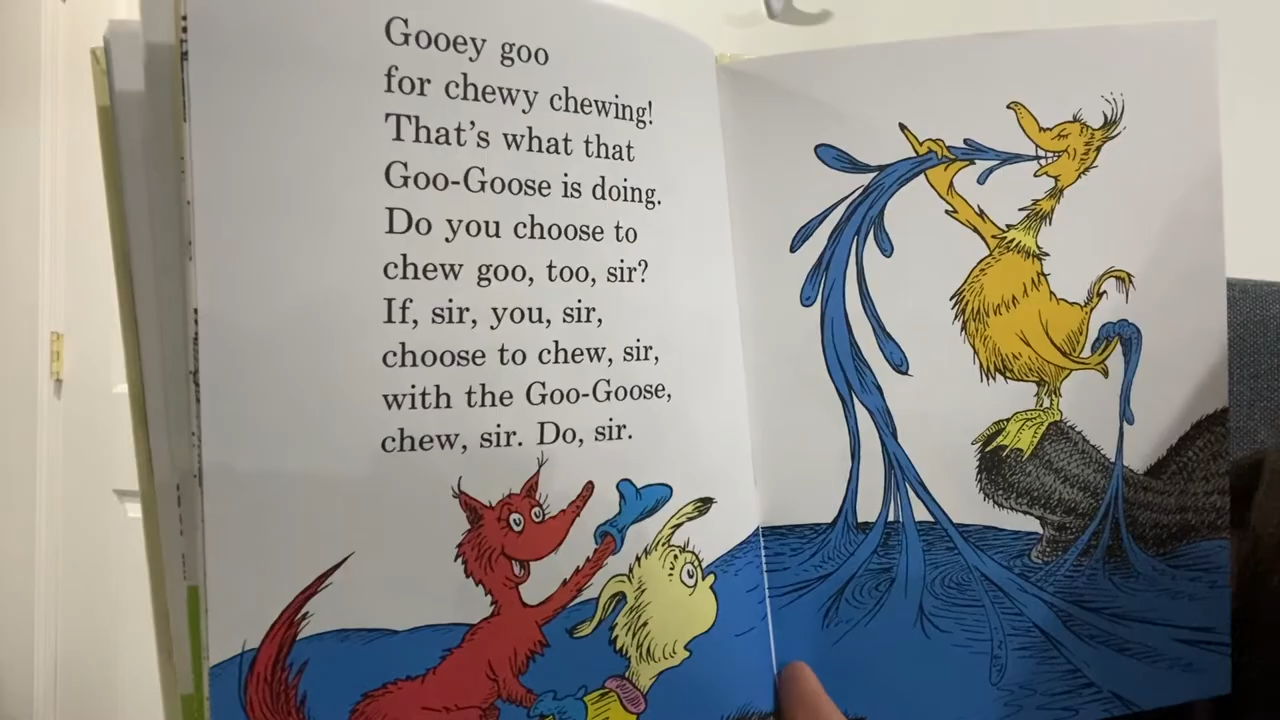 Gooey goo
for chewy chewing!
That's what that
Goo-Goose is doing.
Do you choose to
chew goo, too, sir?
If, sir, you, sir,
choose to chew, sir,
with the Goo-Goose,
chew, sir. Do, sir.